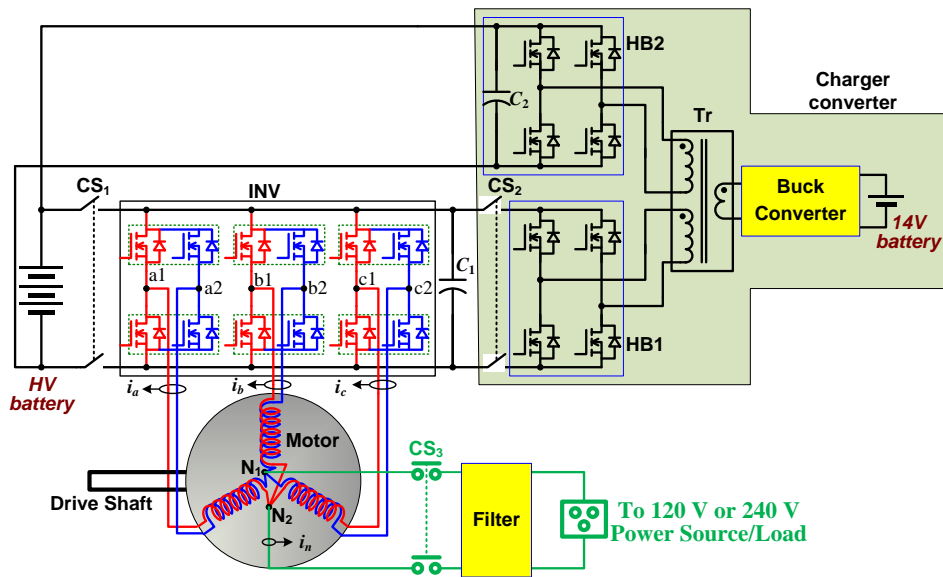 HB2
Charger
converter
C2
Tr
CS1
INV
CS2
Buck
Converter
14V
battery
a1
a2
b1
b2
c1
c2
C1
HB1
HV
battery
ia
ib
ic
Motor
N1
CS3
Drive Shaft
N2
in
Filter
To 120 V or 240 V
Power Source/Load